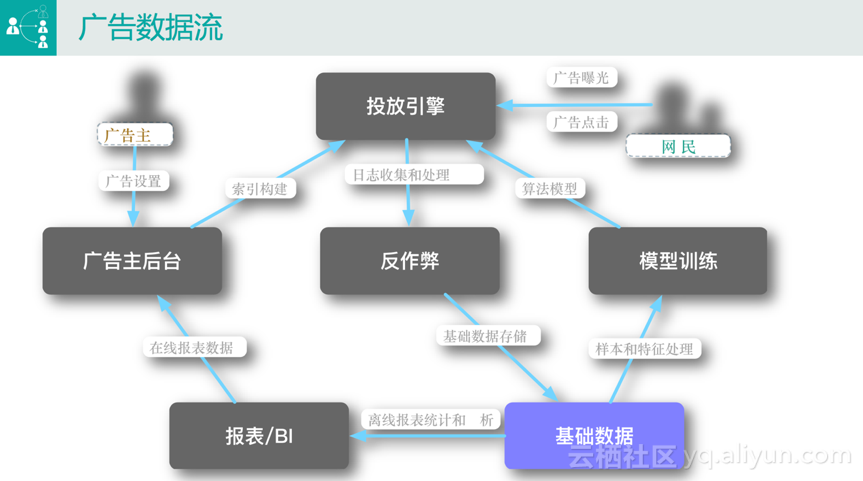 广告数据流
投放引擎
广告曝光
广告点击
广告主
网民
广告设置
索引构建
日志收集和处理
算法模型
广告主后台
反作弊
模型训练
在线报表数据
基础数据存储
样本和特征处理
报表/BI
离线报表统计和 析
基础数据
云栖社区 yq.aliyun.com